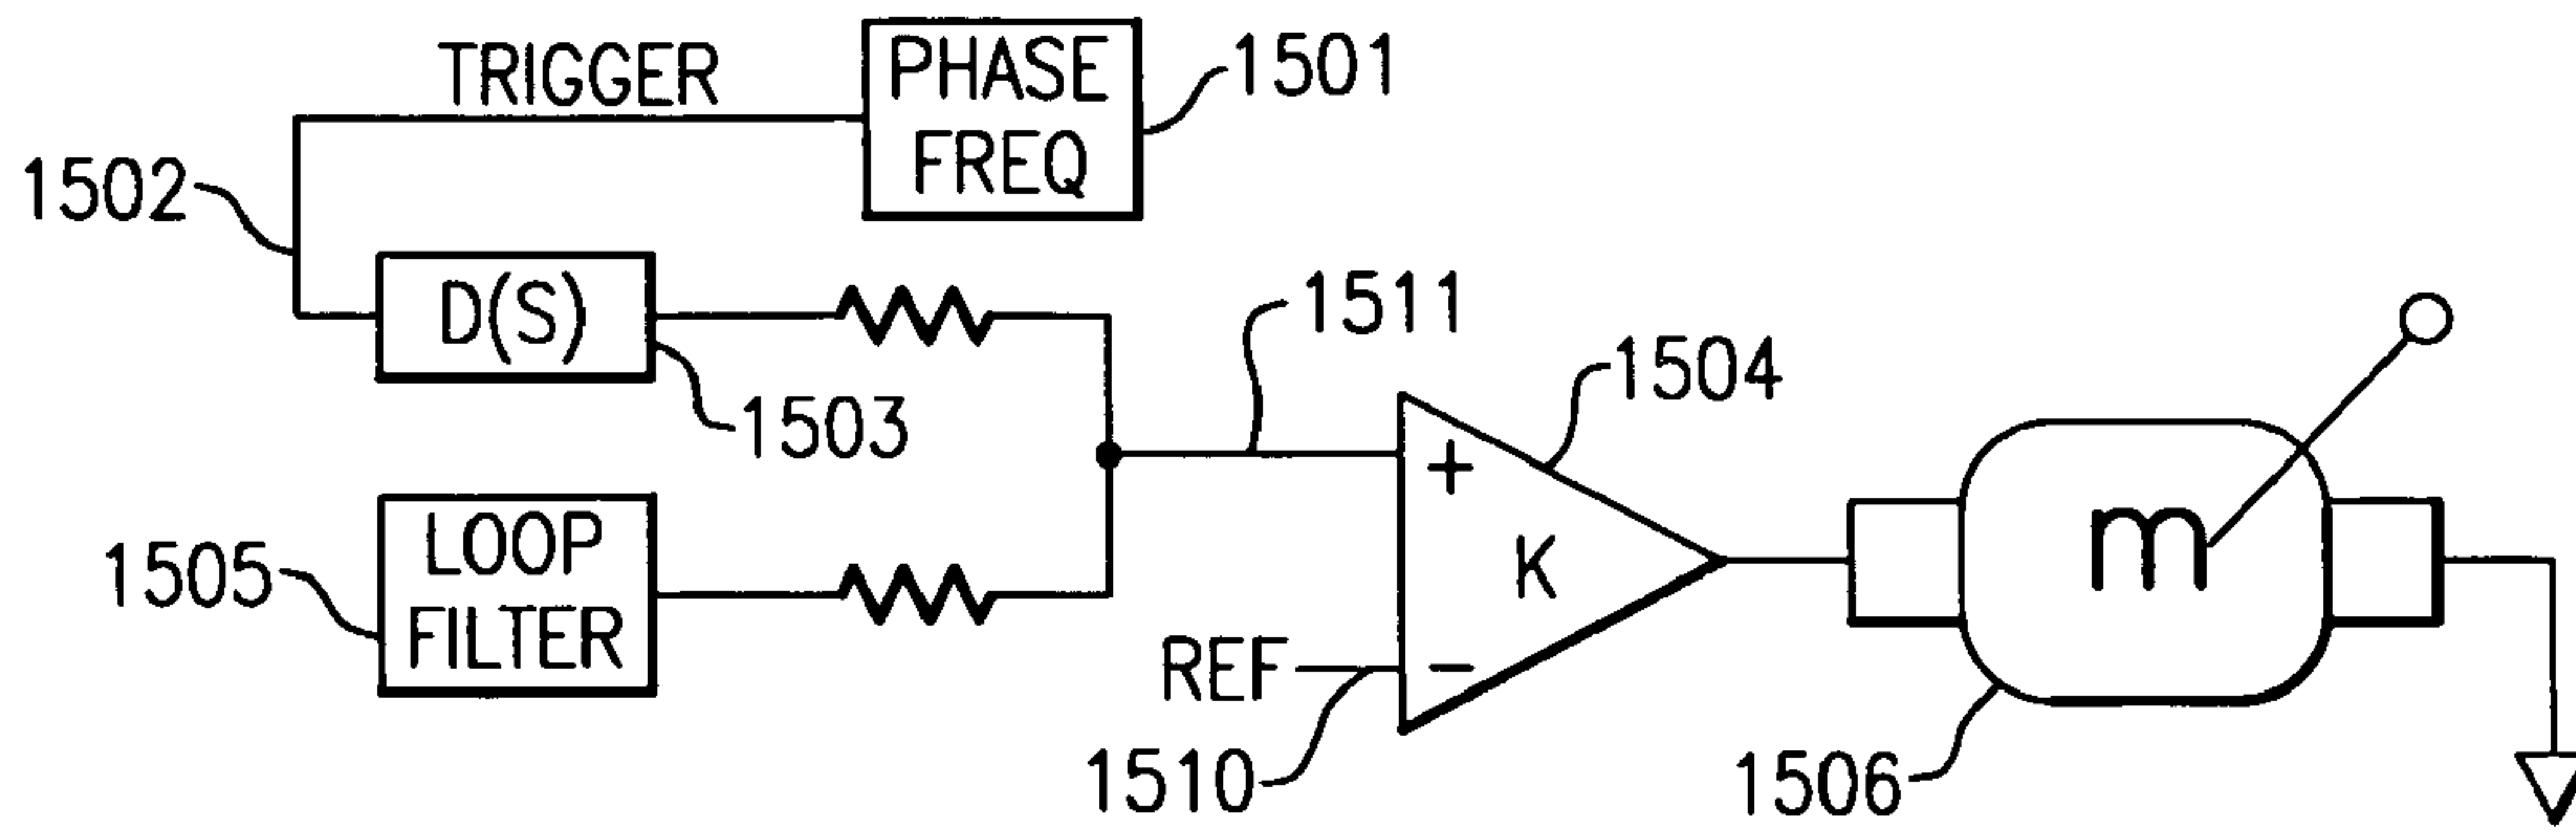 TRIGGER
PHASE
FREQ
1501
1502
D(S)
1503
1511
1504
+
K
-
m
LOOP
FILTER
1505
REF
1510
1506